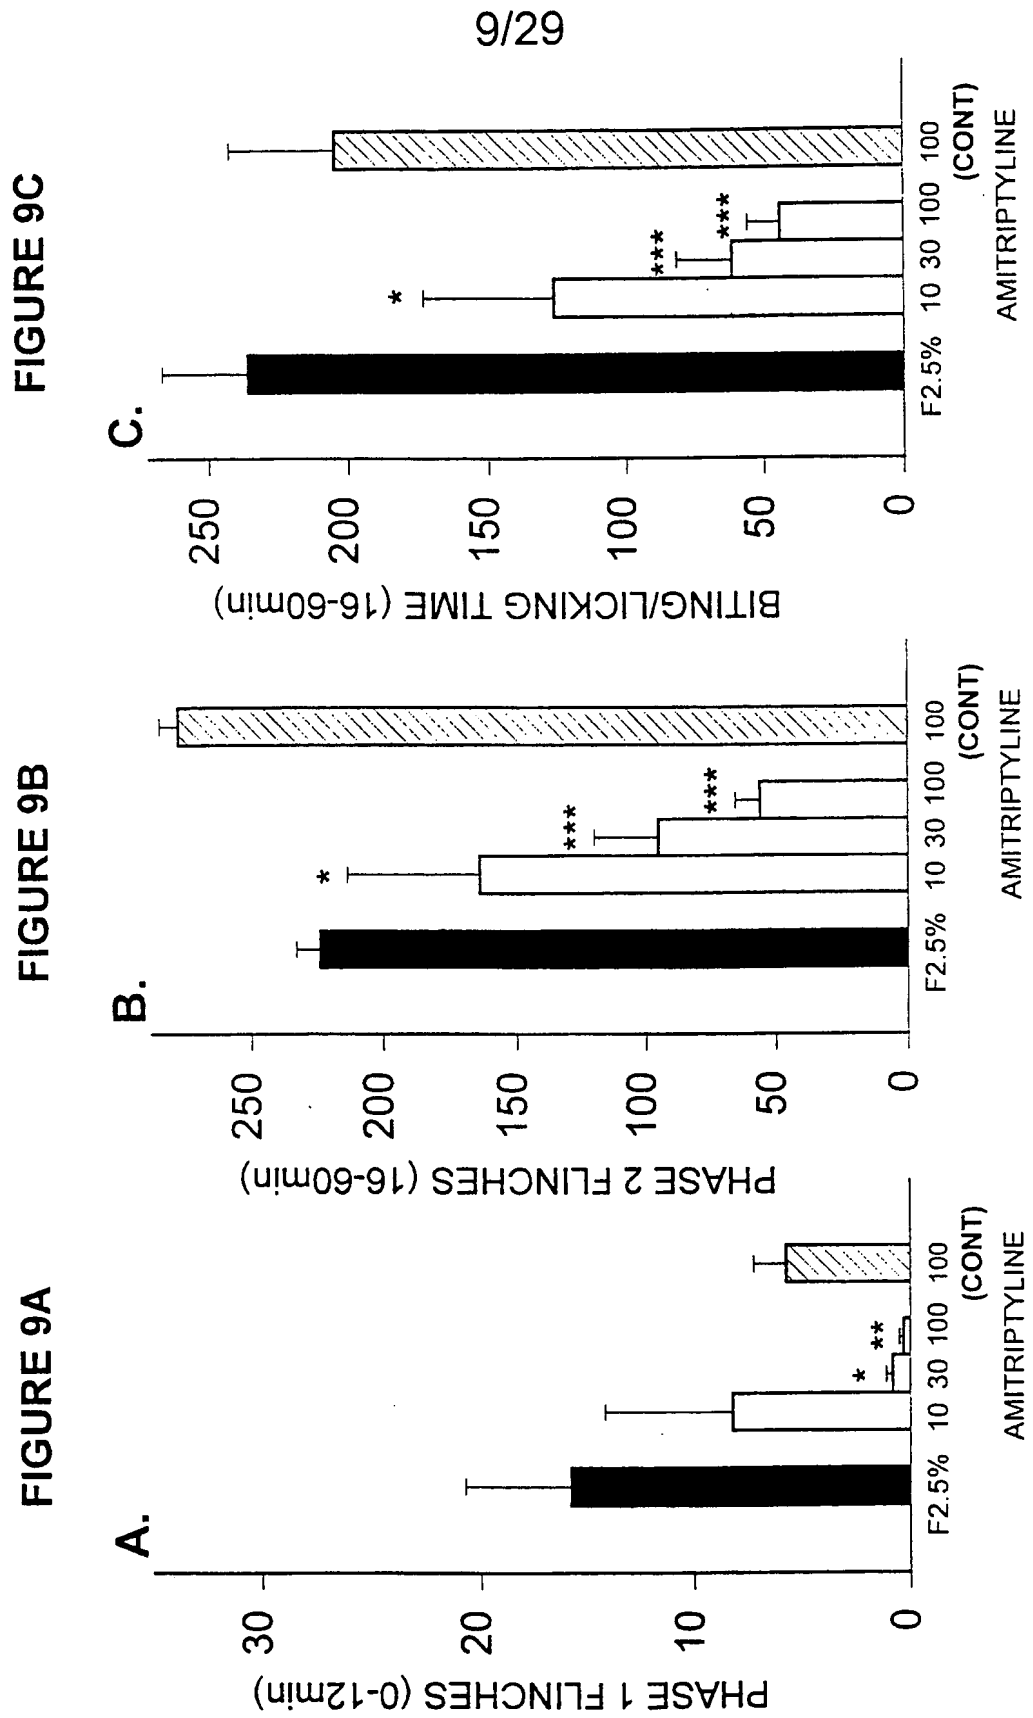 9/29
FIGURE 9A
A.
PHASE 1 FLINCHES (0-12min)
30
20
10
0
F2.5% 10 30 100 100
(CONT)
AMITRIPTYLINE
*
**
FIGURE 9B
B.
PHASE 2 FLINCHES (16-60min)
250
200
150
100
50
0
F2.5% 10 30 100 100
(CONT)
AMITRIPTYLINE
*
***
***
FIGURE 9C
C.
BITING/LICKING TIME (16-60min)
250
200
150
100
50
0
F2.5% 10 30 100 100
(CONT)
AMITRIPTYLINE
*
***
***